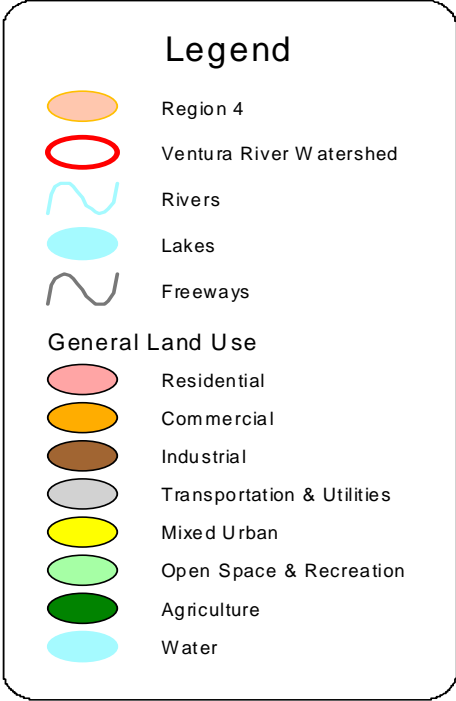 Legend
Region 4
Ventura River Watershed
Rivers
Lakes
Freeways
General Land Use
Residential
Commercial
Industrial
Transportation & Utilities
Mixed Urban
Open Space & Recreation
Agriculture
Water